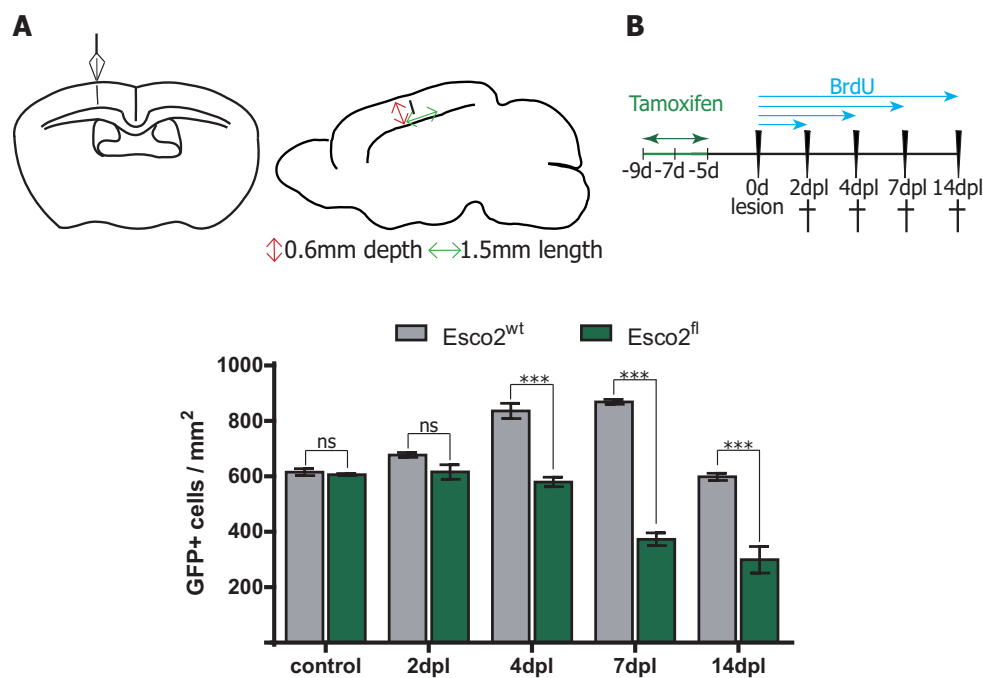 A
0.6mm depth
1.5mm length
B
BrdU
Tamoxifen
-9d -7d -5d
0d 2dpl 4dpl 7dpl 14dpl
lesion
Esco2wt
Esco2fl
GFP+ cells / mm2
1000
800
600
400
200
ns
ns
***
***
***
control 2dpl 4dpl 7dpl 14dpl